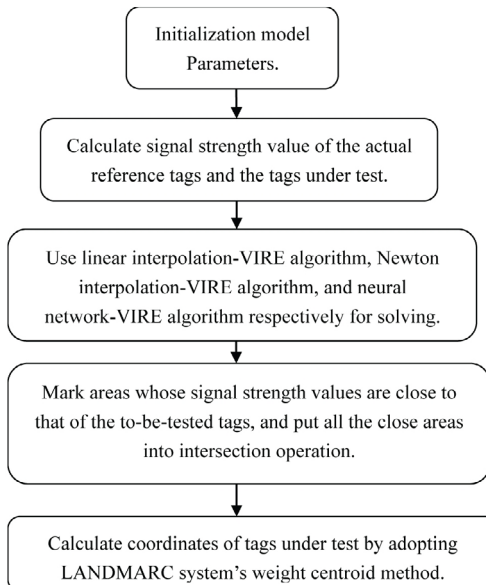 Initialization model
Parameters.
Calculate signal strength value of the actual
reference tags and the tags under test.
Use linear interpolation-VIRE algorithm, Newton
interpolation-VIRE algorithm, and neural
network-VIRE algorithm respectively for solving.
Mark areas whose signal strength values are close to
that of the to-be-tested tags, and put all the close areas
into intersection operation.
Calculate coordinates of tags under test by adopting
LANDMARC system's weight centroid method.